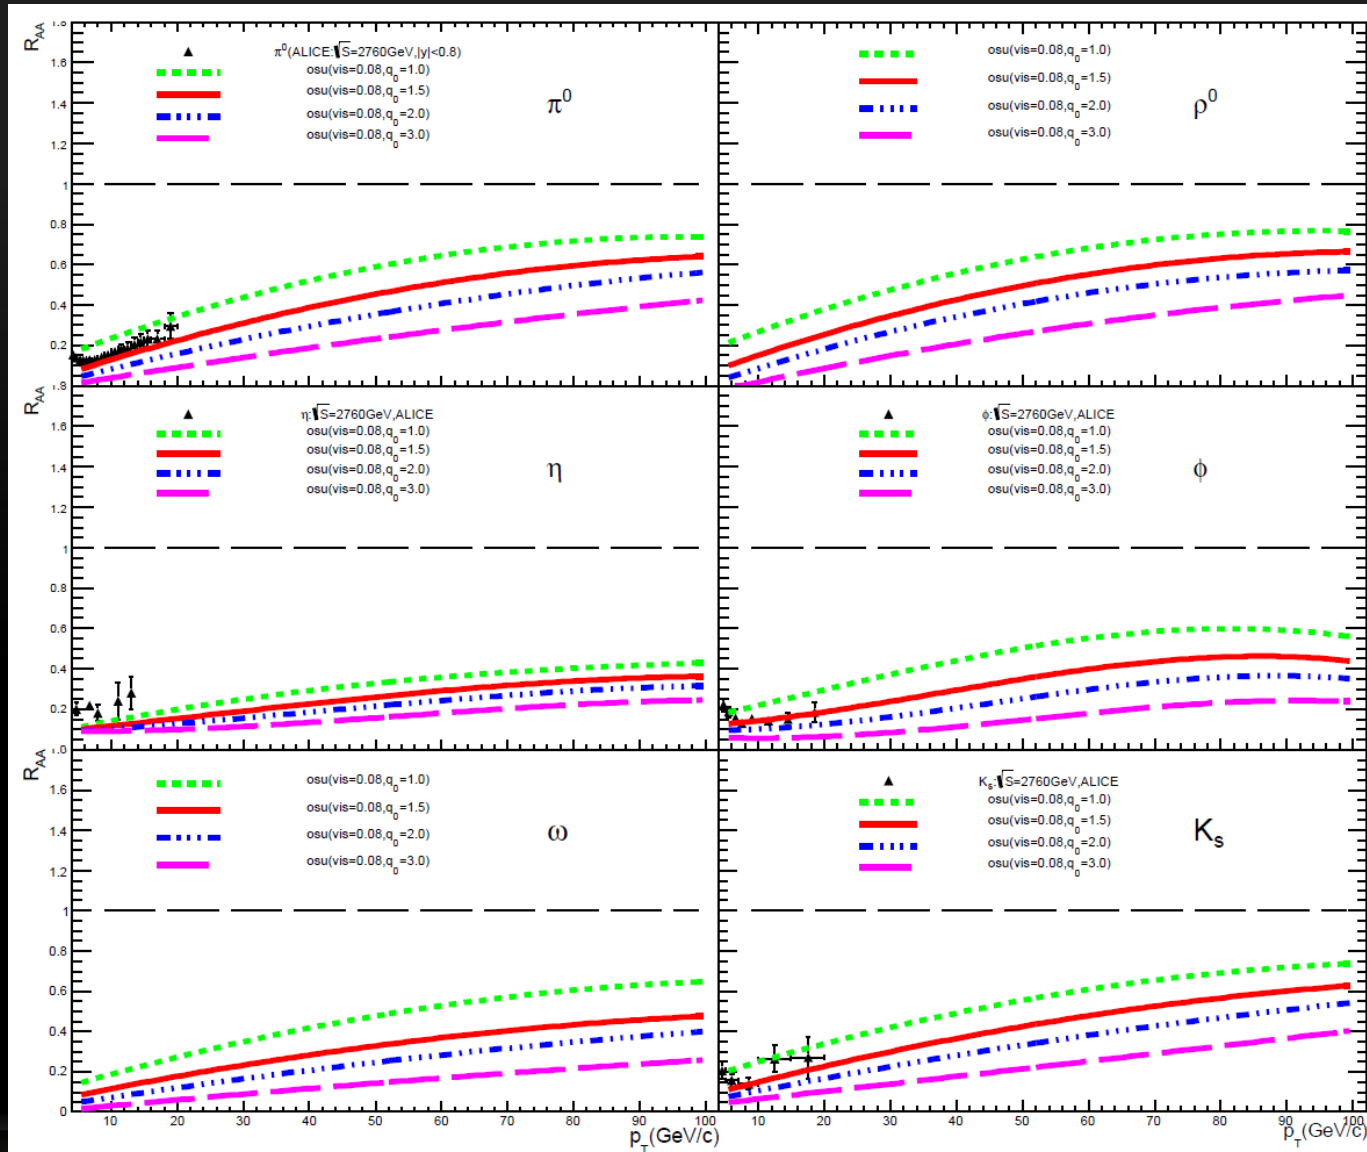 R_AA
1.8
1.6
1.4
1.2
1
0.8
0.6
0.4
0.2
π⁰(ALICE:√S=2760GeV,|y|<0.8)
osu(vis=0.08,q₀=1.0)
osu(vis=0.08,q₀=1.5)
osu(vis=0.08,q₀=2.0)
osu(vis=0.08,q₀=3.0)
π⁰
osu(vis=0.08,q₀=1.0)
osu(vis=0.08,q₀=1.5)
osu(vis=0.08,q₀=2.0)
osu(vis=0.08,q₀=3.0)
ρ⁰
R_AA
1.8
1.6
1.4
1.2
1
0.8
0.6
0.4
0.2
η:√S=2760GeV,ALICE
osu(vis=0.08,q₀=1.0)
osu(vis=0.08,q₀=1.5)
osu(vis=0.08,q₀=2.0)
osu(vis=0.08,q₀=3.0)
η
ϕ:√S=2760GeV,ALICE
osu(vis=0.08,q₀=1.0)
osu(vis=0.08,q₀=1.5)
osu(vis=0.08,q₀=2.0)
osu(vis=0.08,q₀=3.0)
ϕ
R_AA
1.6
1.4
1.2
1
0.8
0.6
0.4
0.2
0
osu(vis=0.08,q₀=1.0)
osu(vis=0.08,q₀=1.5)
osu(vis=0.08,q₀=2.0)
osu(vis=0.08,q₀=3.0)
ω
Kₛ:√S=2760GeV,ALICE
osu(vis=0.08,q₀=1.0)
osu(vis=0.08,q₀=1.5)
osu(vis=0.08,q₀=2.0)
osu(vis=0.08,q₀=3.0)
Kₛ
10 20 30 40 50 60 70 80 90 100
p_T(GeV/c)
10 20 30 40 50 60 70 80 90 100
p_T(GeV/c)